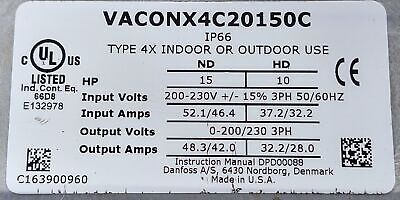 VACONX4C20150C
IP66
TYPE 4X INDOOR OR OUTDOOR USE
C UL US
LISTED
Ind. Cont. Eq.
66D8
E132978
ND HD
HP 15 10
Input Volts 200-230V +/- 15% 3PH 50/60HZ
Input Amps 52.1/46.4 37.2/32.2
Output Volts 0-200/230 3PH
Output Amps 48.3/42.0 32.2/28.0
Instruction Manual DPD00089
Danfoss A/S, 6430 Nordborg, Denmark
Made in U.S.A.
C163900960